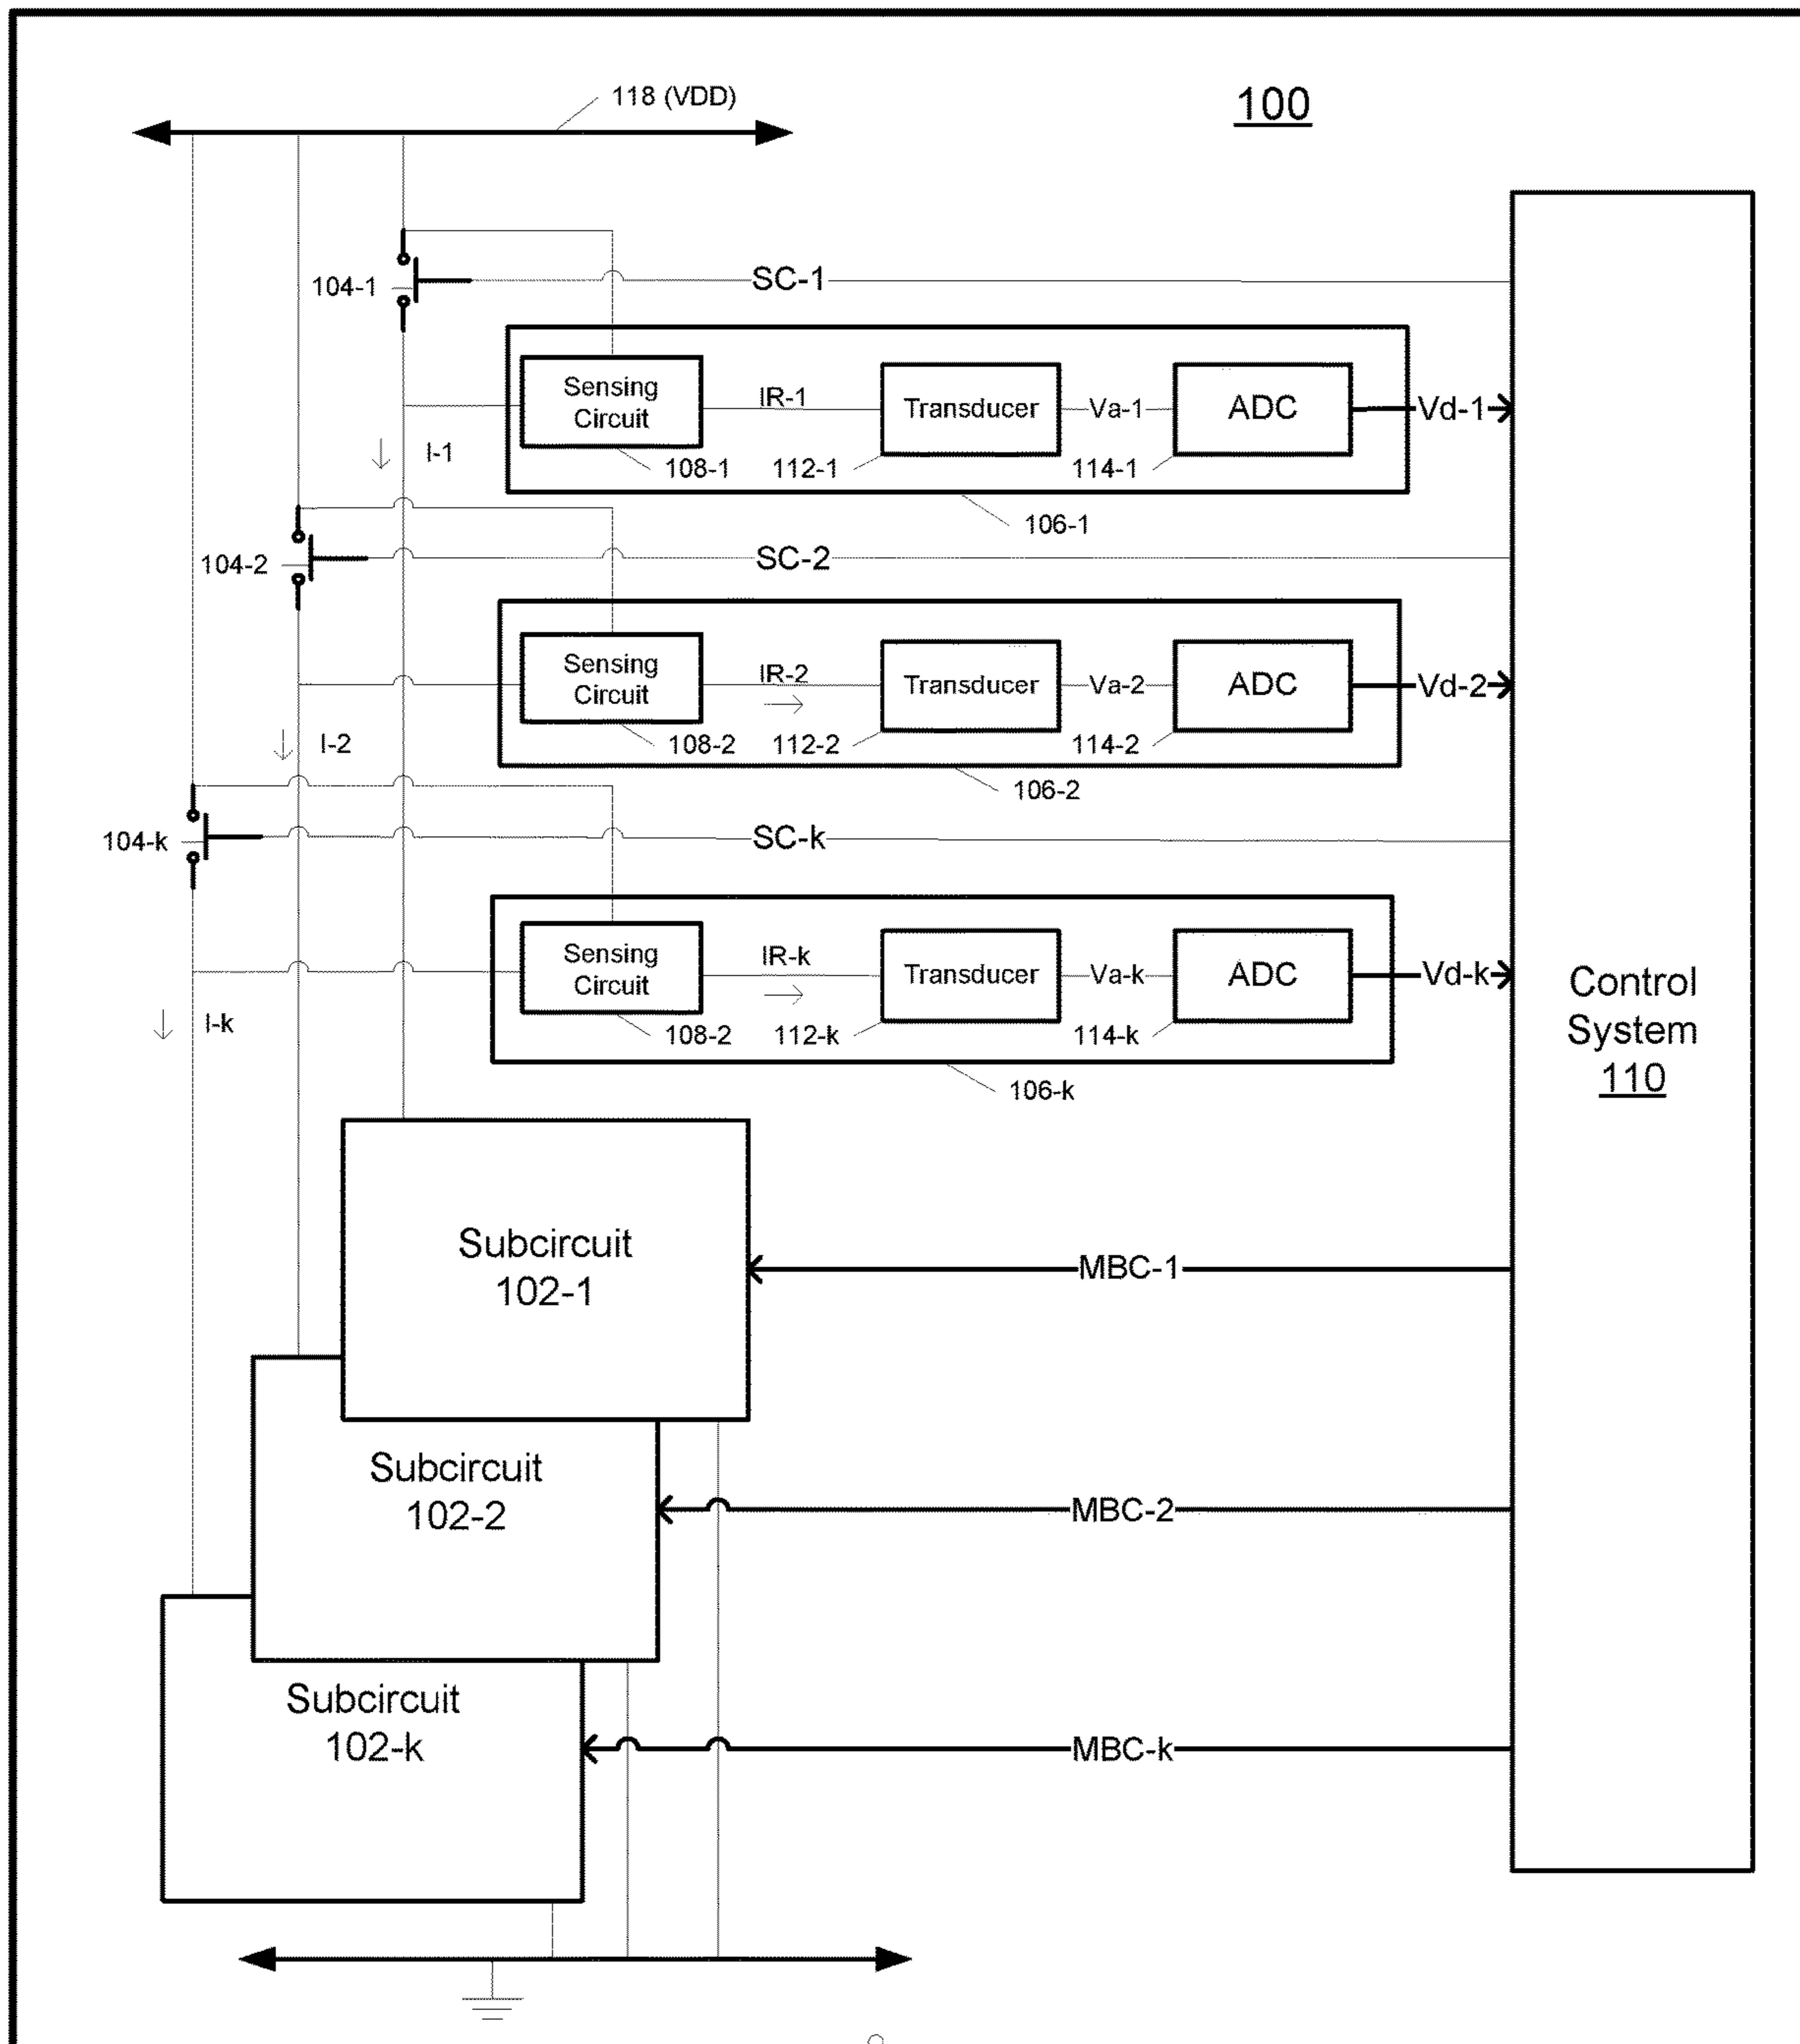 118 (VDD)
100
104-1
SC-1
Sensing
Circuit
IR-1
Transducer
Va-1
ADC
Vd-1
I-1
108-1
112-1
114-1
106-1
104-2
SC-2
Sensing
Circuit
IR-2
Transducer
Va-2
ADC
Vd-2
I-2
108-2
112-2
114-2
106-2
104-k
SC-k
Sensing
Circuit
IR-k
Transducer
Va-k
ADC
Vd-k
Control
System
110
I-k
108-2
112-k
114-k
106-k
Subcircuit
102-1
MBC-1
Subcircuit
102-2
MBC-2
Subcircuit
102-k
MBC-k